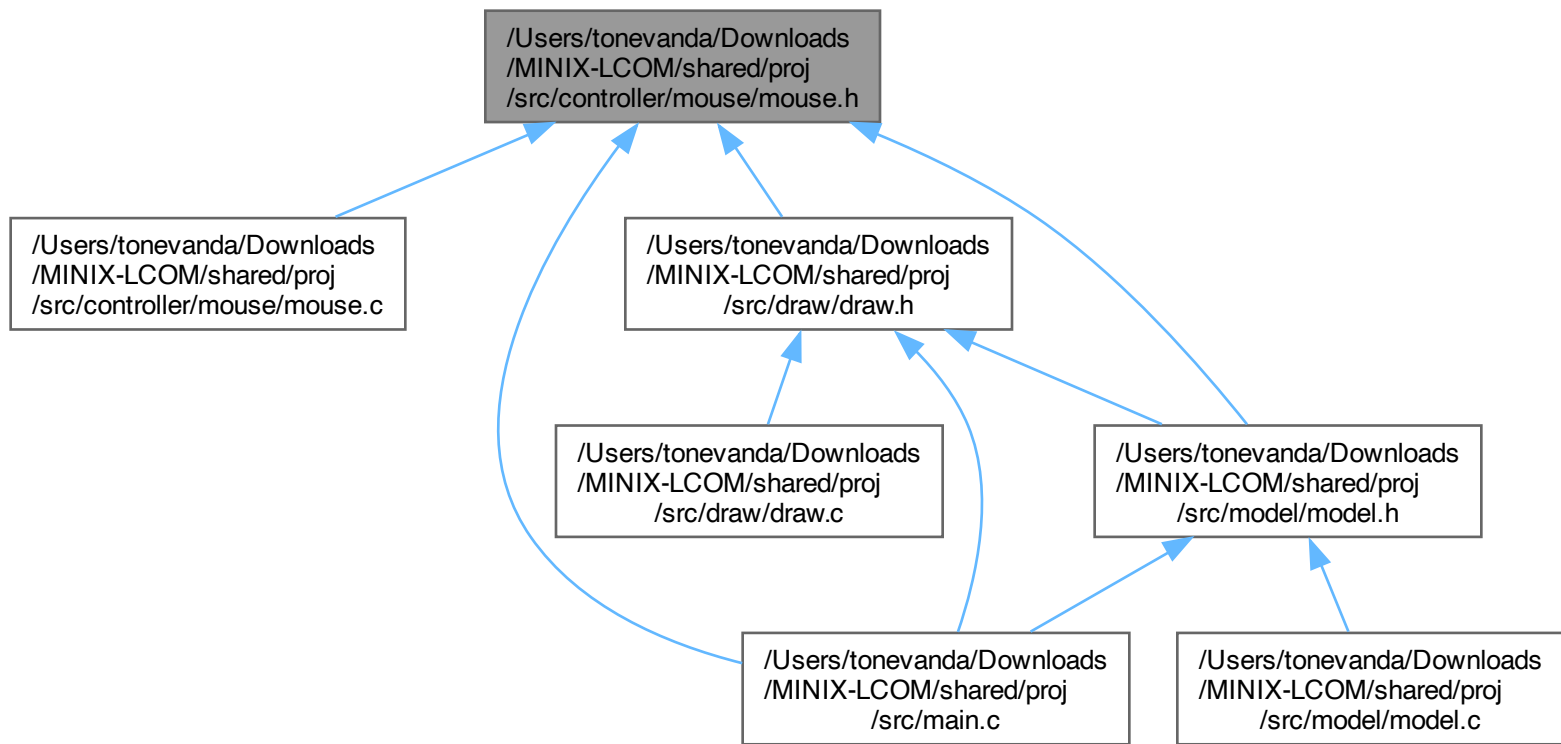 /Users/tonevanda/Downloads
/MINIX-LCOM/shared/proj
/src/controller/mouse/mouse.h
/Users/tonevanda/Downloads
/MINIX-LCOM/shared/proj
/src/controller/mouse/mouse.c
/Users/tonevanda/Downloads
/MINIX-LCOM/shared/proj
/src/draw/draw.h
/Users/tonevanda/Downloads
/MINIX-LCOM/shared/proj
/src/draw/draw.c
/Users/tonevanda/Downloads
/MINIX-LCOM/shared/proj
/src/model/model.h
/Users/tonevanda/Downloads
/MINIX-LCOM/shared/proj
/src/main.c
/Users/tonevanda/Downloads
/MINIX-LCOM/shared/proj
/src/model/model.c